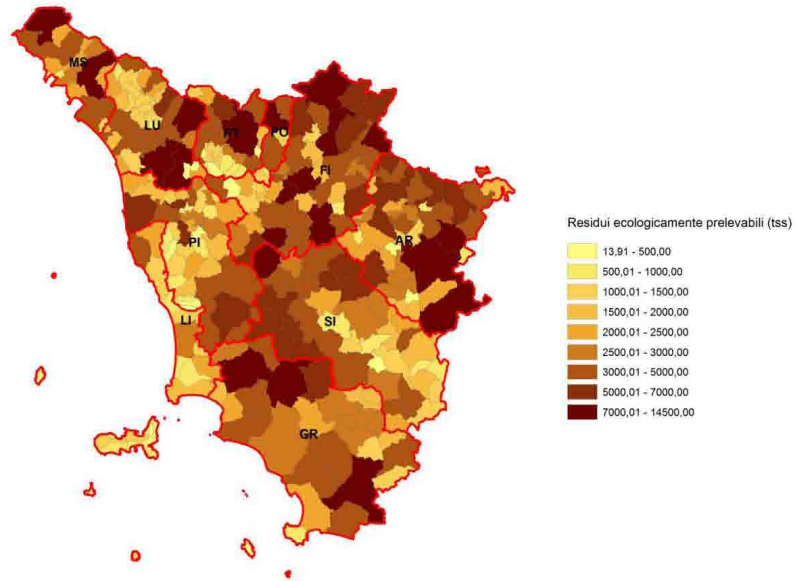 MS
LU
PT
PO
FI
PI
AR
LI
SI
GR
Residui ecologicamente prelevabili (tss)
13,91 - 500,00
500,01 - 1000,00
1000,01 - 1500,00
1500,01 - 2000,00
2000,01 - 2500,00
2500,01 - 3000,00
3000,01 - 5000,00
5000,01 - 7000,00
7000,01 - 14500,00